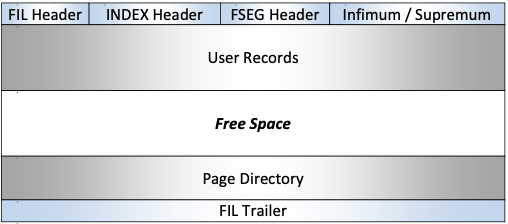 FIL Header INDEX Header FSEG Header Infimum / Supremum
User Records
Free Space
Page Directory
FIL Trailer